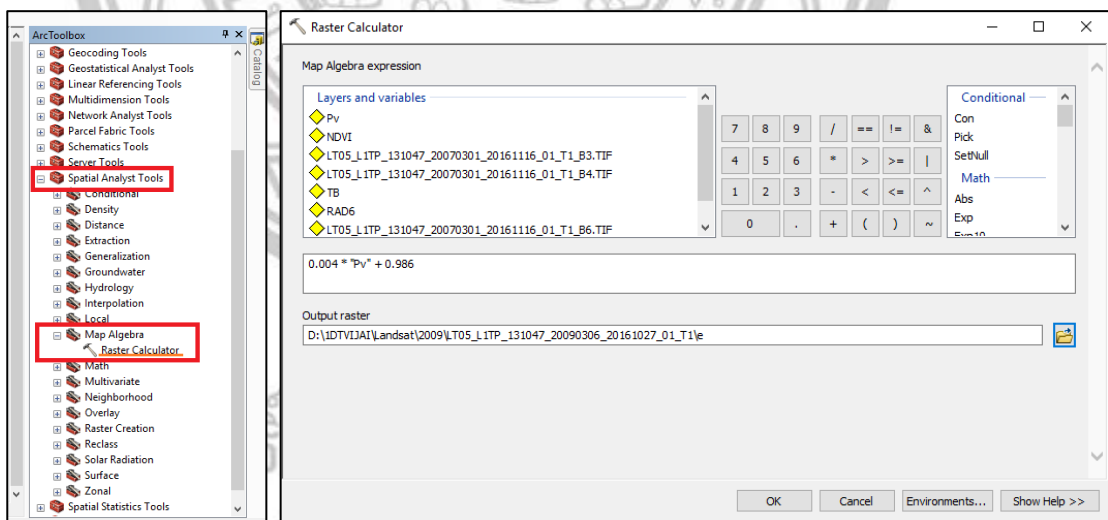 ArcToolbox
Geocoding Tools
Geostatistical Analyst Tools
Linear Referencing Tools
Multidimension Tools
Network Analyst Tools
Parcel Fabric Tools
Schematics Tools
Server Tools
Spatial Analyst Tools
Conditional
Density
Distance
Extraction
Generalization
Groundwater
Hydrology
Interpolation
Local
Map Algebra
Raster Calculator
Math
Multivariate
Neighborhood
Overlay
Raster Creation
Reclass
Solar Radiation
Surface
Zonal
Spatial Statistics Tools
Catalog
Raster Calculator
Map Algebra expression
Layers and variables
Pv
NDVI
LT05_L1TP_131047_20070301_20161116_01_T1_B3.TIF
LT05_L1TP_131047_20070301_20161116_01_T1_B4.TIF
TB
RAD6
LT05_L1TP_131047_20070301_20161116_01_T1_B6.TIF
7 8 9 / == != &
4 5 6 * > >= |
1 2 3 - < <= ^
0 . + ( ) ~
Conditional
Con
Pick
SetNull
Math
Abs
Exp
Exp10
0.004 * "Pv" + 0.986
Output raster
D:\1DTVIJAI\Landsat\2009\LT05_L1TP_131047_20090306_20161027_01_T1\e
OK Cancel Environments... Show Help >>